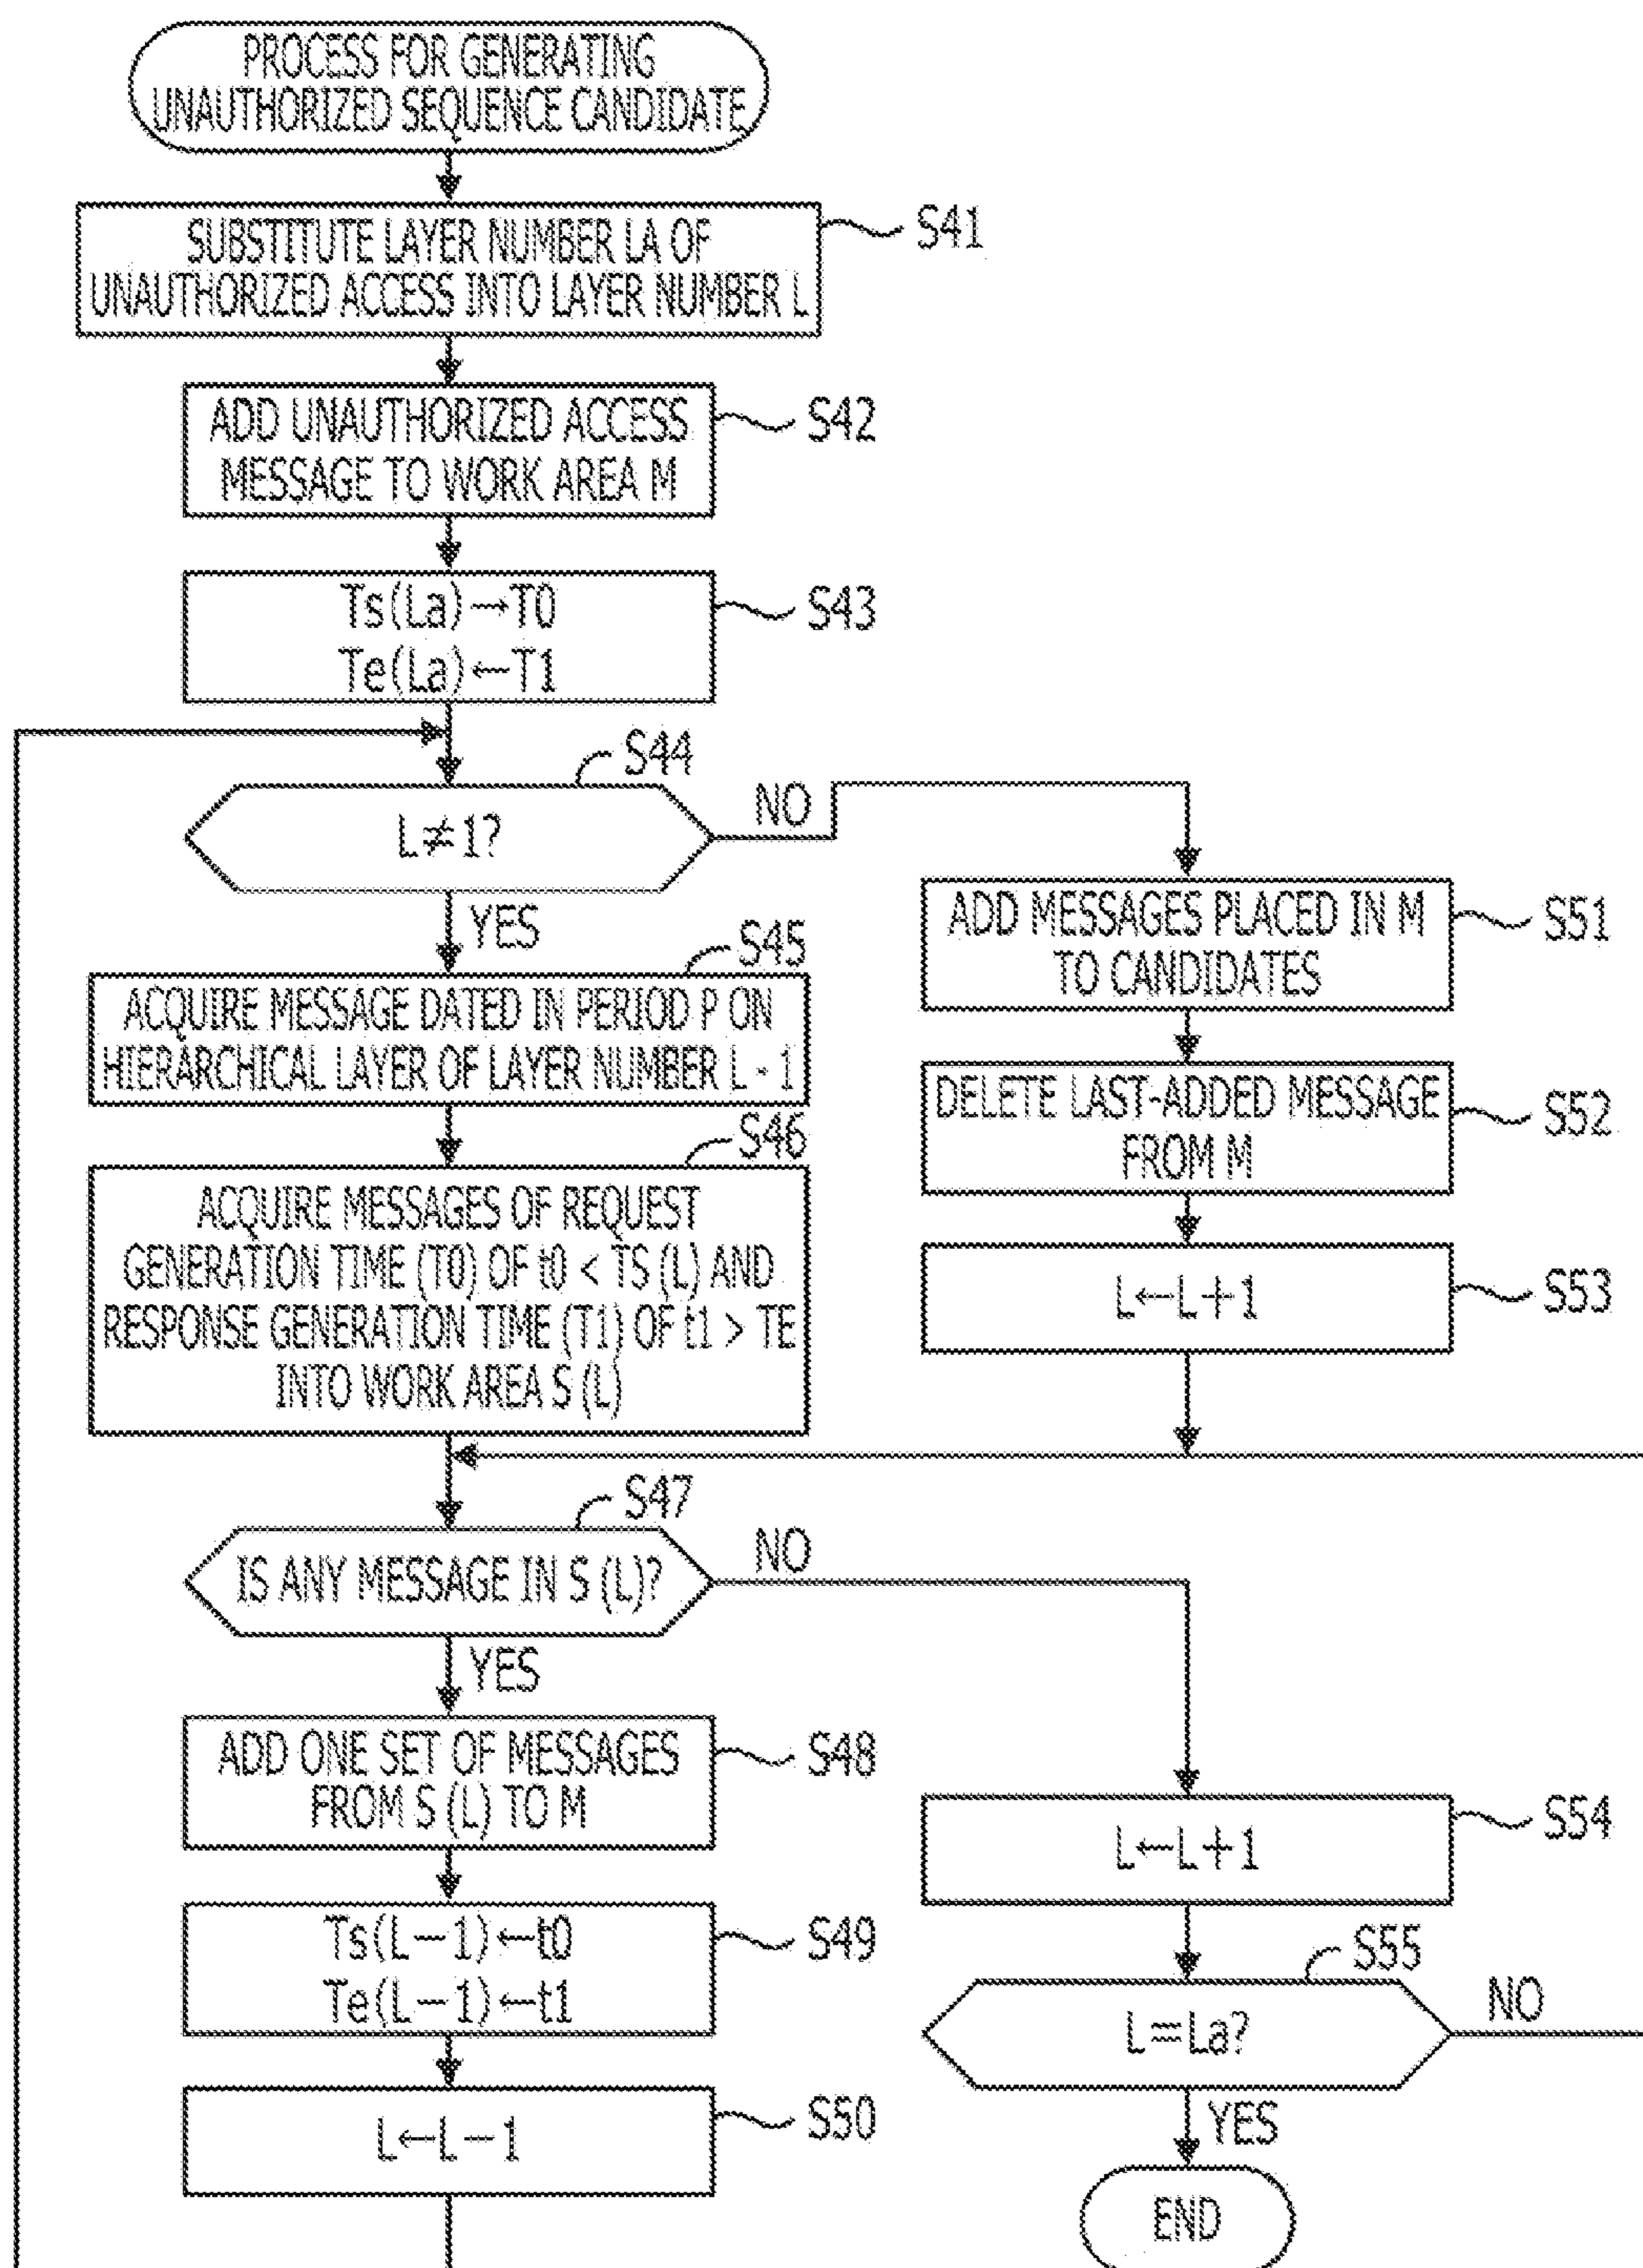 PROCESS FOR GENERATING
UNAUTHORIZED SEQUENCE CANDIDATE
SUBSTITUTE LAYER NUMBER LA OF
UNAUTHORIZED ACCESS INTO LAYER NUMBER L
S41
ADD UNAUTHORIZED ACCESS
MESSAGE TO WORK AREA M
S42
Ts(La)→T0
Te(La)←T1
S43
S44
L≠1?
NO
YES
S45
ACQUIRE MESSAGE DATED IN PERIOD P ON
HIERARCHICAL LAYER OF LAYER NUMBER L - 1
S46
ACQUIRE MESSAGES OF REQUEST
GENERATION TIME (T0) OF t0 < TS (L) AND
RESPONSE GENERATION TIME (T1) OF t1 > TE
INTO WORK AREA S (L)
ADD MESSAGES PLACED IN M
TO CANDIDATES
S51
DELETE LAST-ADDED MESSAGE
FROM M
S52
L←L+1
S53
S47
IS ANY MESSAGE IN S (L)?
NO
YES
ADD ONE SET OF MESSAGES
FROM S (L) TO M
S48
Ts(L−1)←t0
Te(L−1)←t1
S49
L←L−1
S50
L←L+1
S54
S55
L=La?
NO
YES
END